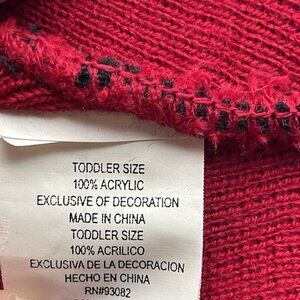 TODDLER SIZE
100% ACRYLIC
EXCLUSIVE OF DECORATION
MADE IN CHINA
TODDLER SIZE
100% ACRILICO
EXCLUSIVA DE LA DECORACION
HECHO EN CHINA
RN#93082